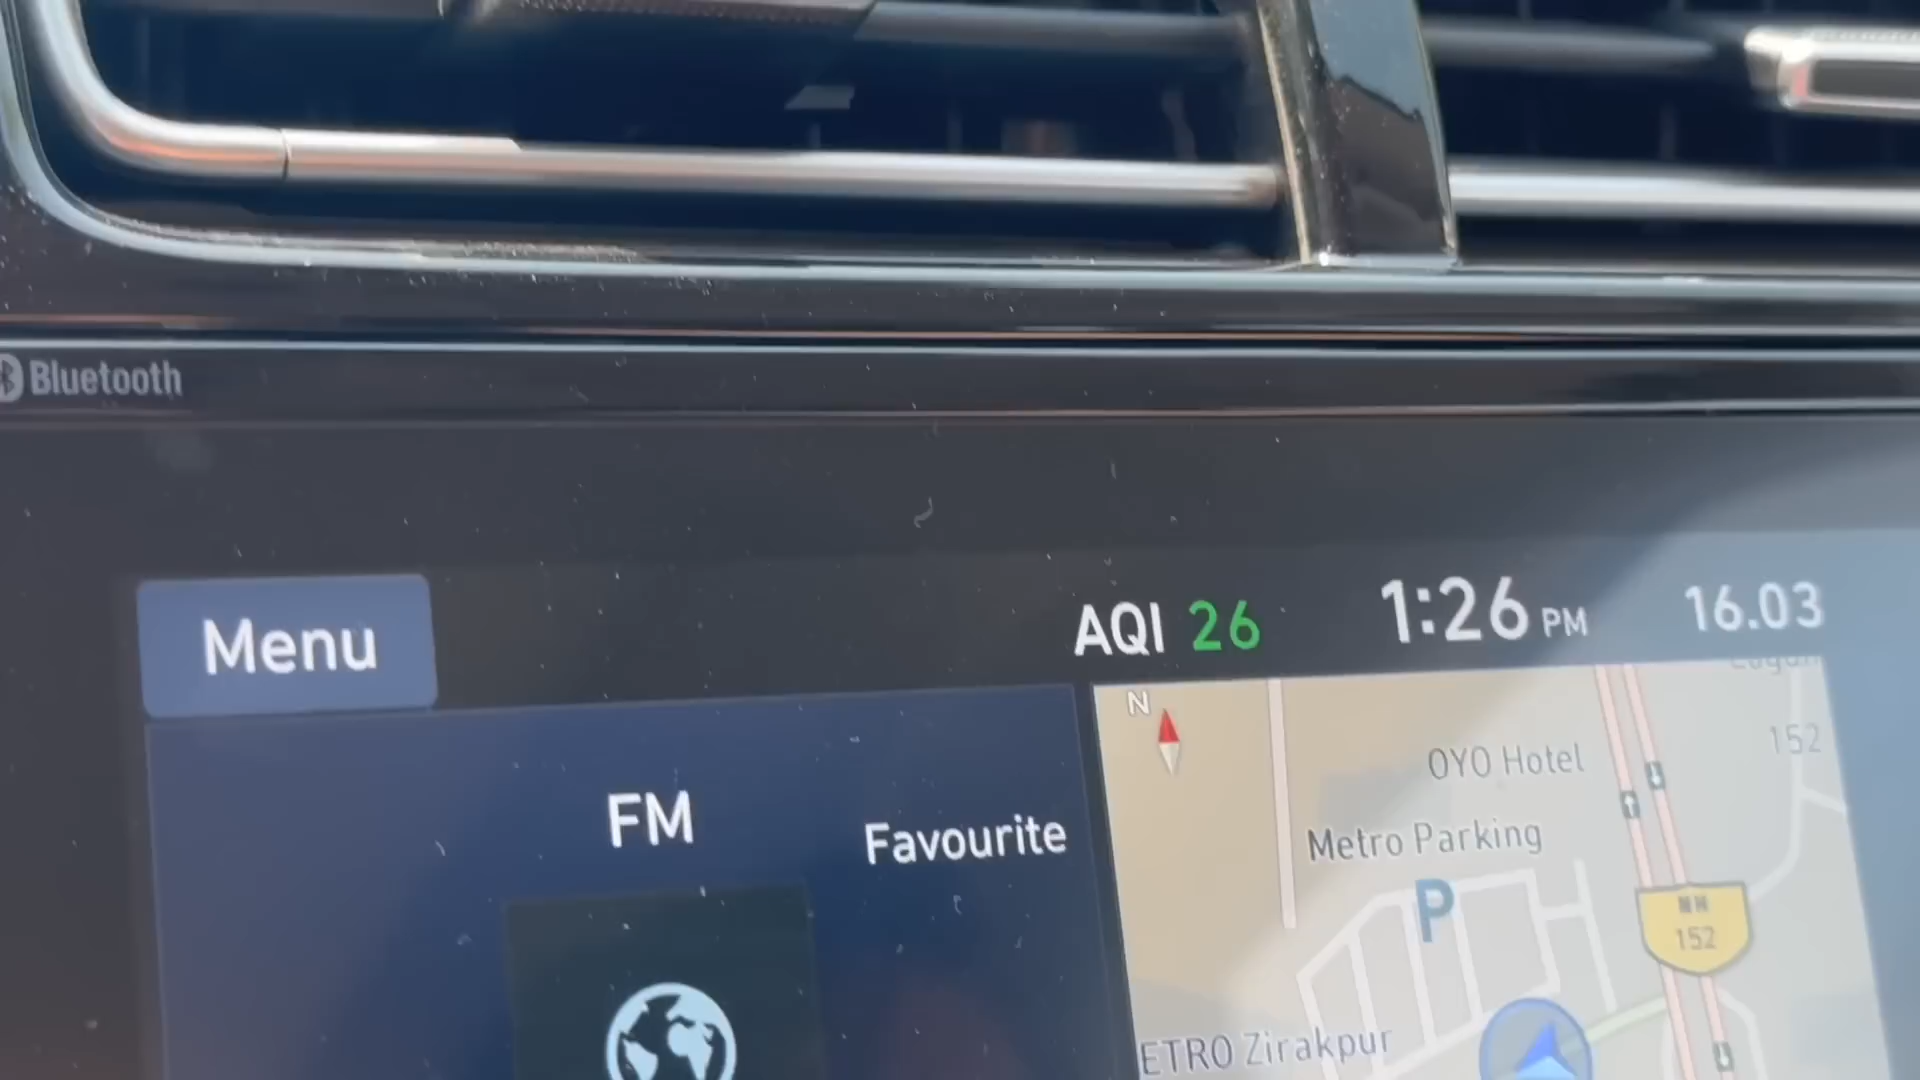 Bluetooth
Menu
AQI 26 1:26 PM 16.03
N
152
OYO Hotel
FM
Favourite
Metro Parking
P
NH
152
ETRO Zirakpur